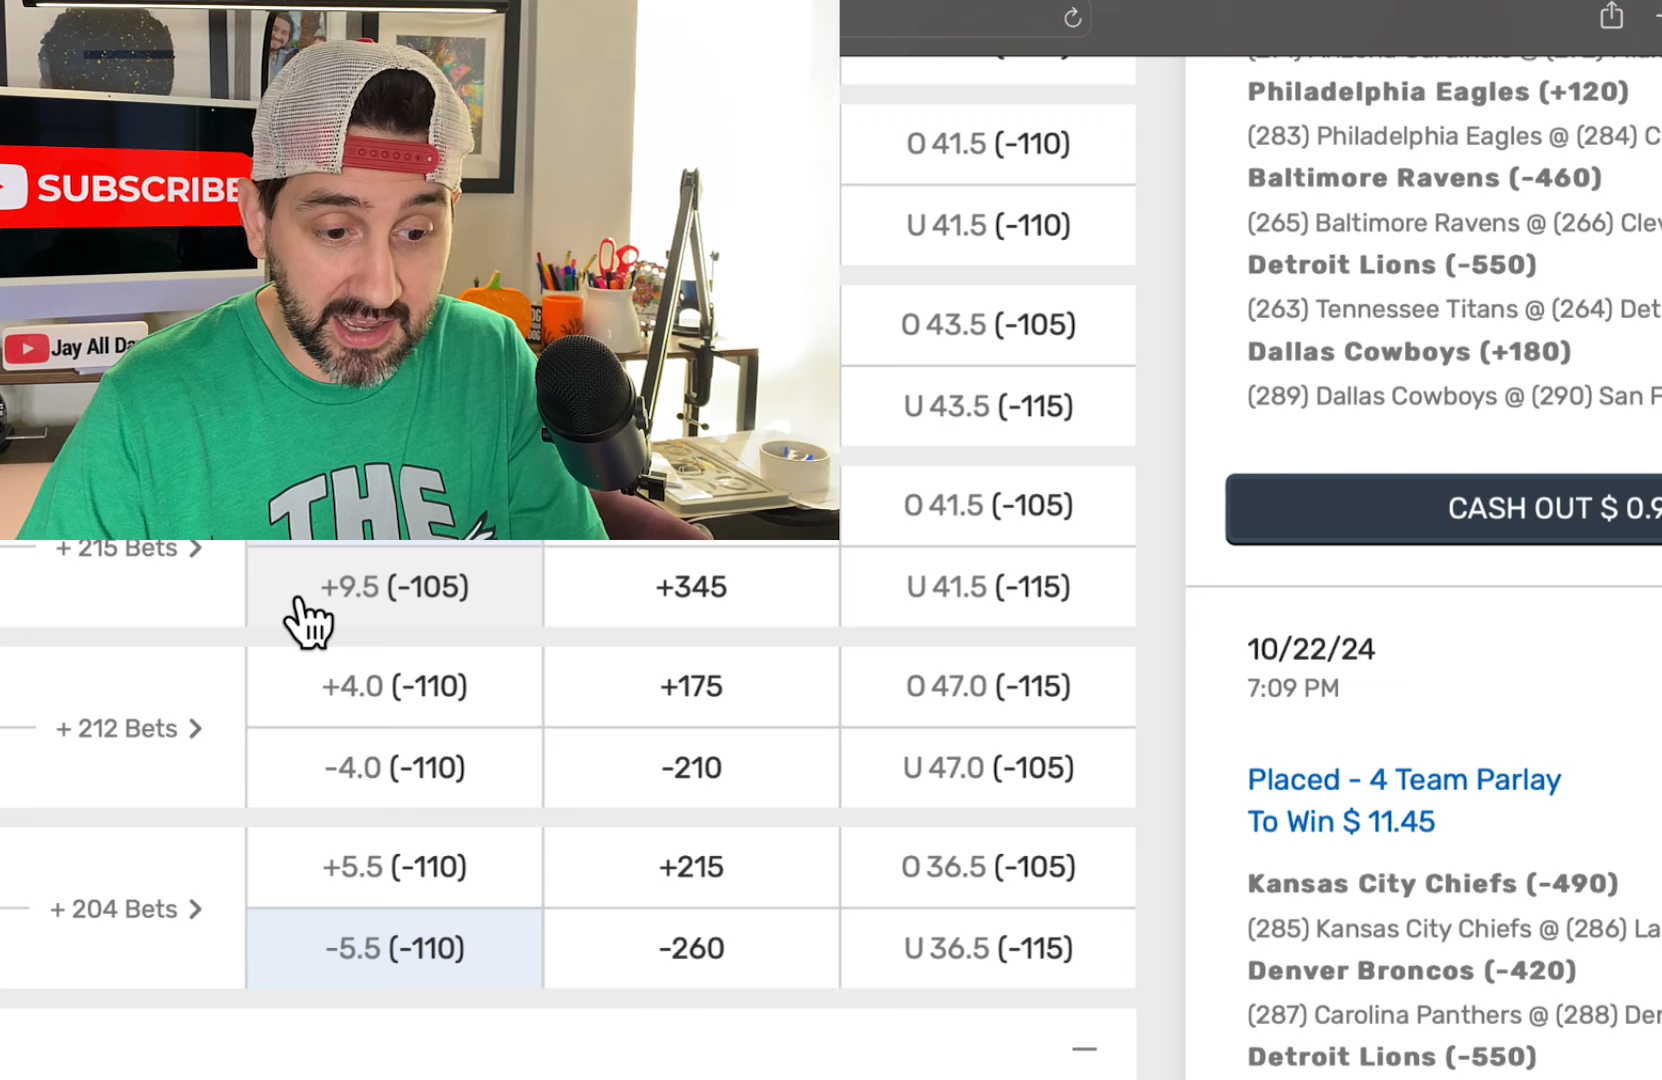 SUBSCRIBE
Jay All Da
THE
O 41.5 (-110)
U 41.5 (-110)
O 43.5 (-105)
U 43.5 (-115)
O 41.5 (-105)
+ 215 Bets >
+9.5 (-105)
+345
U 41.5 (-115)
+ 212 Bets >
+4.0 (-110)
+175
O 47.0 (-115)
-4.0 (-110)
-210
U 47.0 (-105)
+ 204 Bets >
+5.5 (-110)
+215
O 36.5 (-105)
-5.5 (-110)
-260
U 36.5 (-115)
Philadelphia Eagles (+120)
(283) Philadelphia Eagles @ (284) C
Baltimore Ravens (-460)
(265) Baltimore Ravens @ (266) Cle
Detroit Lions (-550)
(263) Tennessee Titans @ (264) Det
Dallas Cowboys (+180)
(289) Dallas Cowboys @ (290) San F
CASH OUT $ 0.9
10/22/24
7:09 PM
Placed - 4 Team Parlay
To Win $ 11.45
Kansas City Chiefs (-490)
(285) Kansas City Chiefs @ (286) La
Denver Broncos (-420)
(287) Carolina Panthers @ (288) Der
Detroit Lions (-550)